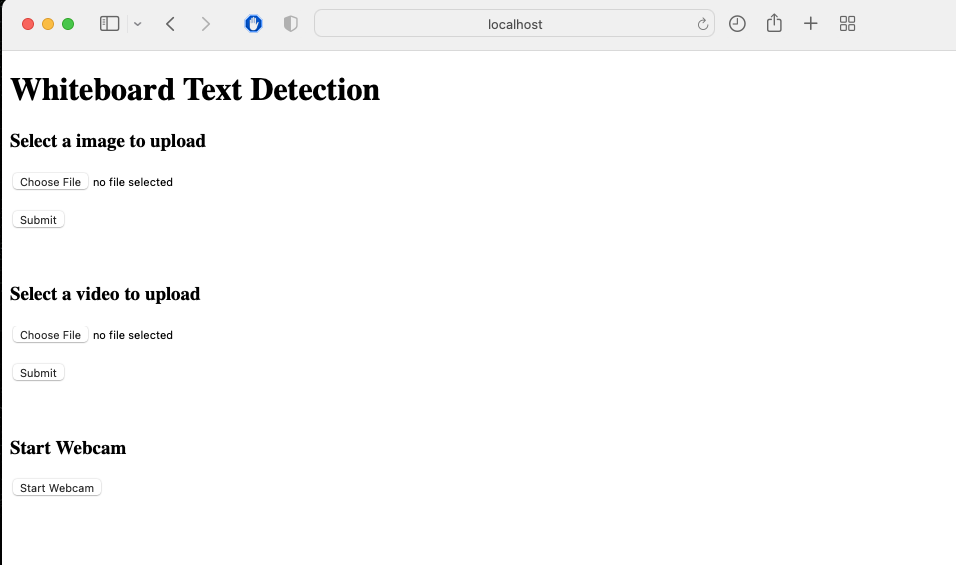 localhost
Whiteboard Text Detection
Select a image to upload
Choose File no file selected
Submit
Select a video to upload
Choose File no file selected
Submit
Start Webcam
Start Webcam